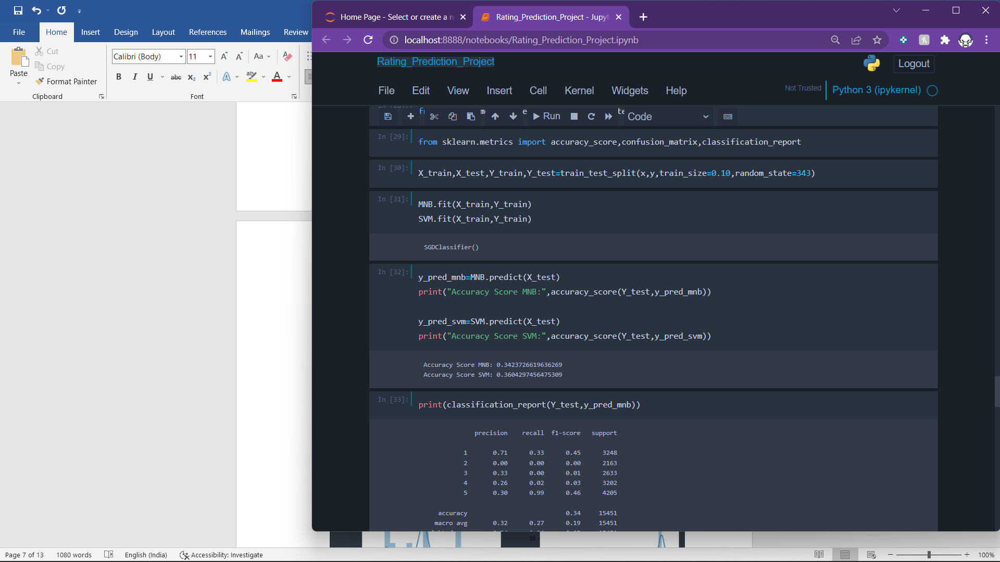 File Home Insert Design Layout References Mailings Review
Paste
Cut
Copy
Format Painter
Clipboard
Calibri (Body) 11
Aa
B I U abc x₂ x² A ab A
Font
Home Page - Select or create a n
Rating_Prediction_Project - Jupyt
localhost:8888/notebooks/Rating_Prediction_Project.ipynb
Rating_Prediction_Project
Logout
File Edit View Insert Cell Kernel Widgets Help
Not Trusted
Python 3 (ipykernel)
Run
Code
In [29]:
from sklearn.metrics import accuracy_score,confusion_matrix,classification_report
In [30]:
X_train,X_test,Y_train,Y_test=train_test_split(x,y,train_size=0.10,random_state=343)
In [31]:
MNB.fit(X_train,Y_train)
SVM.fit(X_train,Y_train)
SGDClassifier()
In [32]:
y_pred_mnb=MNB.predict(X_test)
print("Accuracy Score MNB:",accuracy_score(Y_test,y_pred_mnb))
y_pred_svm=SVM.predict(X_test)
print("Accuracy Score SVM:",accuracy_score(Y_test,y_pred_svm))
Accuracy Score MNB: 0.3423726619636269
Accuracy Score SVM: 0.3604297456475309
In [33]:
print(classification_report(Y_test,y_pred_mnb))
precision recall f1-score support
1 0.71 0.33 0.45 3248
2 0.00 0.00 0.00 2163
3 0.33 0.00 0.01 2633
4 0.26 0.02 0.03 3202
5 0.30 0.99 0.46 4205
accuracy 0.34 15451
macro avg 0.32 0.27 0.19 15451
10
Page 7 of 13 1080 words English (India) Accessibility: Investigate
100%